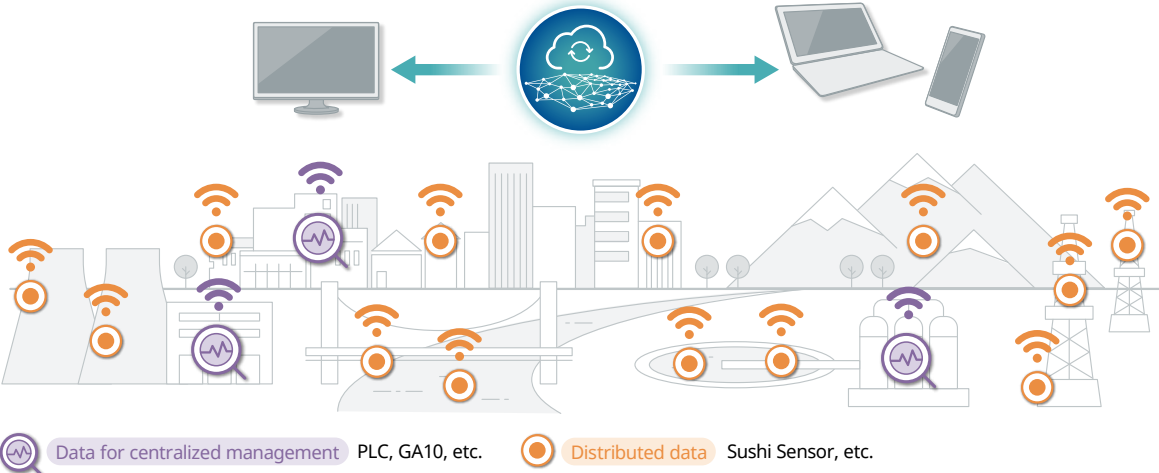 Data for centralized management PLC, GA10, etc. Distributed data Sushi Sensor, etc.